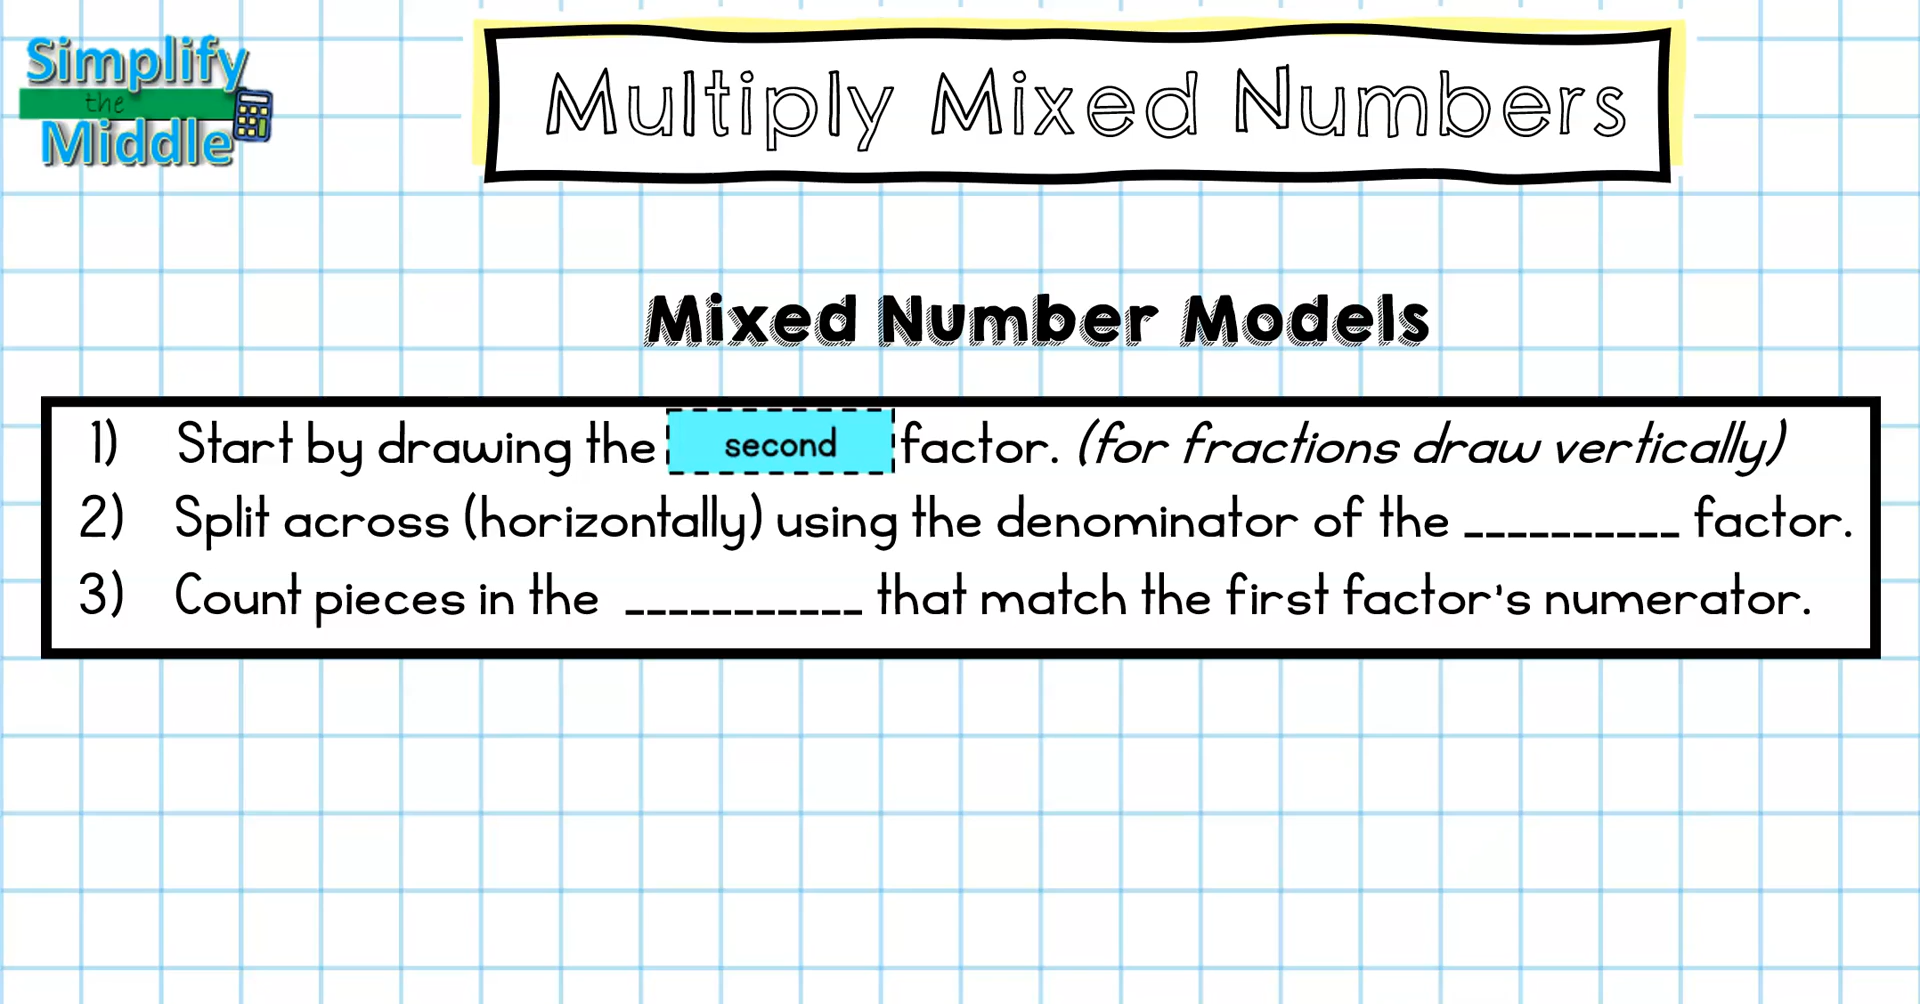 Simplify
the
Middle
Multiply Mixed Numbers
Mixed Number Models
1) Start by drawing the second factor. (for fractions draw vertically)
2) Split across (horizontally) using the denominator of the __________ factor.
3) Count pieces in the ___________ that match the first factor's numerator.